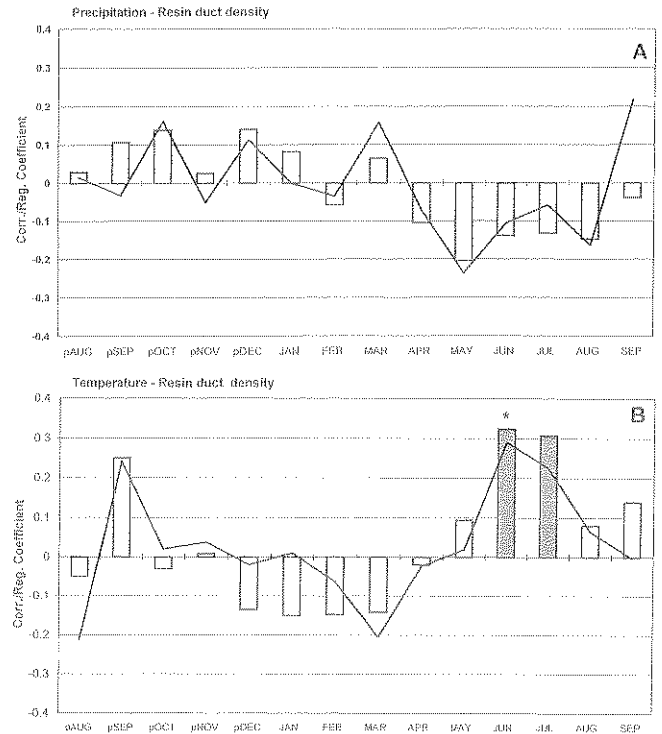 Precipitation - Resin duct density
A
Corr./Reg. Coefficient
0.4
0.3
0.2
0.1
0
-0.1
-0.2
-0.3
-0.4
pAUG pSEP pOCT pNOV pDEC JAN FEB MAR APR MAY JUN JUL AUG SEP
Temperature - Resin duct density
B
Corr./Reg. Coefficient
0.4
0.3
0.2
0.1
0
-0.1
-0.2
-0.3
-0.4
*
pAUG pSEP pOCT pNOV pDEC JAN FEB MAR APR MAY JUN JUL AUG SEP